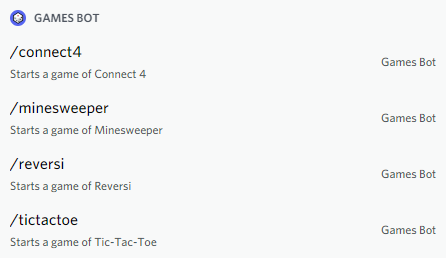 GAMES BOT
/connect4
Starts a game of Connect 4
Games Bot
/minesweeper
Starts a game of Minesweeper
Games Bot
/reversi
Starts a game of Reversi
Games Bot
/tictactoe
Starts a game of Tic-Tac-Toe
Games Bot